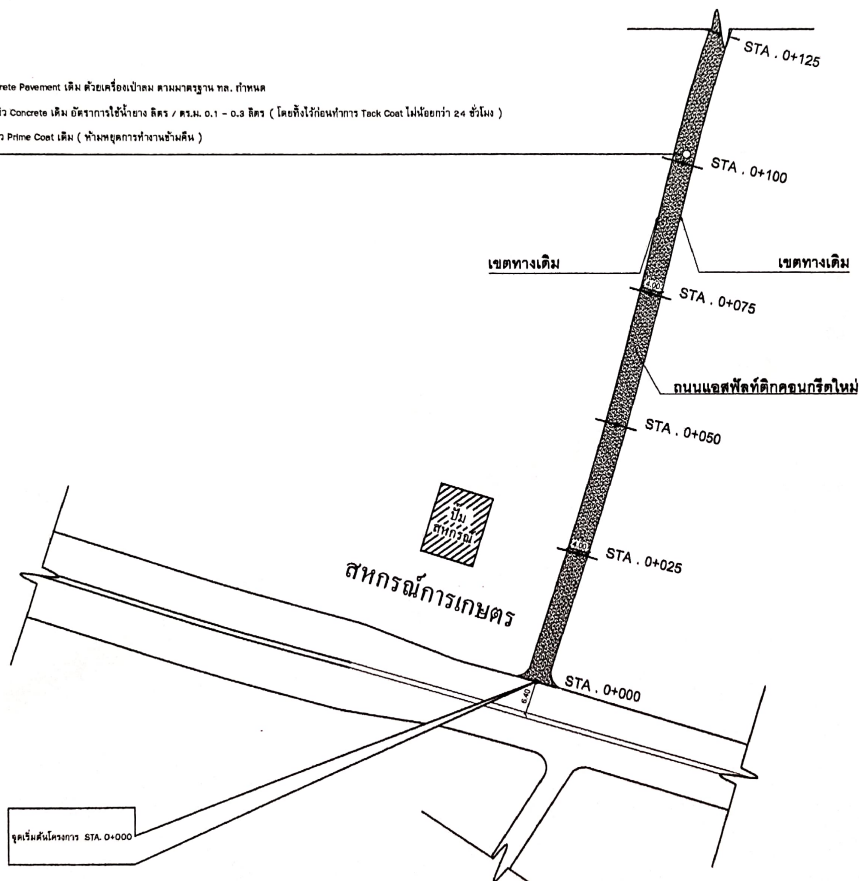 STA . 0+125
rete Pavement เดิม ด้วยเครื่องเป่าลม ตามมาตรฐาน ทล. กำหนด
ิว Concrete เดิม อัตราการใช้น้ำยาง ลิตร / ตร.ม. 0.1 - 0.3 ลิตร ( โดยทิ้งไว้ก่อนทำการ Tack Coat ไม่น้อยกว่า 24 ชั่วโมง )
ว Prime Coat เดิม ( ห้ามหยุดการทำงานข้ามคืน )
STA . 0+100
เขตทางเดิม
เขตทางเดิม
4.00
STA . 0+075
ถนนแอสฟัลท์ติกคอนกรีตใหม่
STA . 0+050
ปั๊ม
สหกรณ์
4.00
STA . 0+025
สหกรณ์การเกษตร
STA . 0+000
6.40
จุดเริ่มต้นโครงการ STA. 0+000